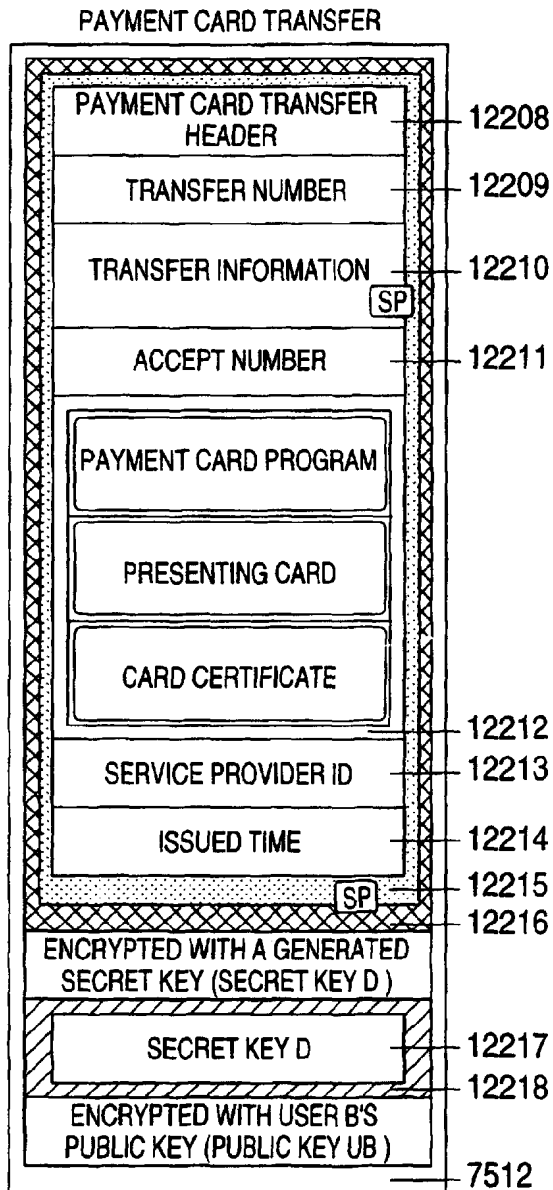 PAYMENT CARD TRANSFER
PAYMENT CARD TRANSFER
HEADER
12208
TRANSFER NUMBER
12209
TRANSFER INFORMATION
12210
SP
ACCEPT NUMBER
12211
PAYMENT CARD PROGRAM
PRESENTING CARD
CARD CERTIFICATE
12212
SERVICE PROVIDER ID
12213
ISSUED TIME
12214
12215
SP
12216
ENCRYPTED WITH A GENERATED
SECRET KEY (SECRET KEY D )
SECRET KEY D
12217
12218
ENCRYPTED WITH USER B'S
PUBLIC KEY (PUBLIC KEY UB )
7512